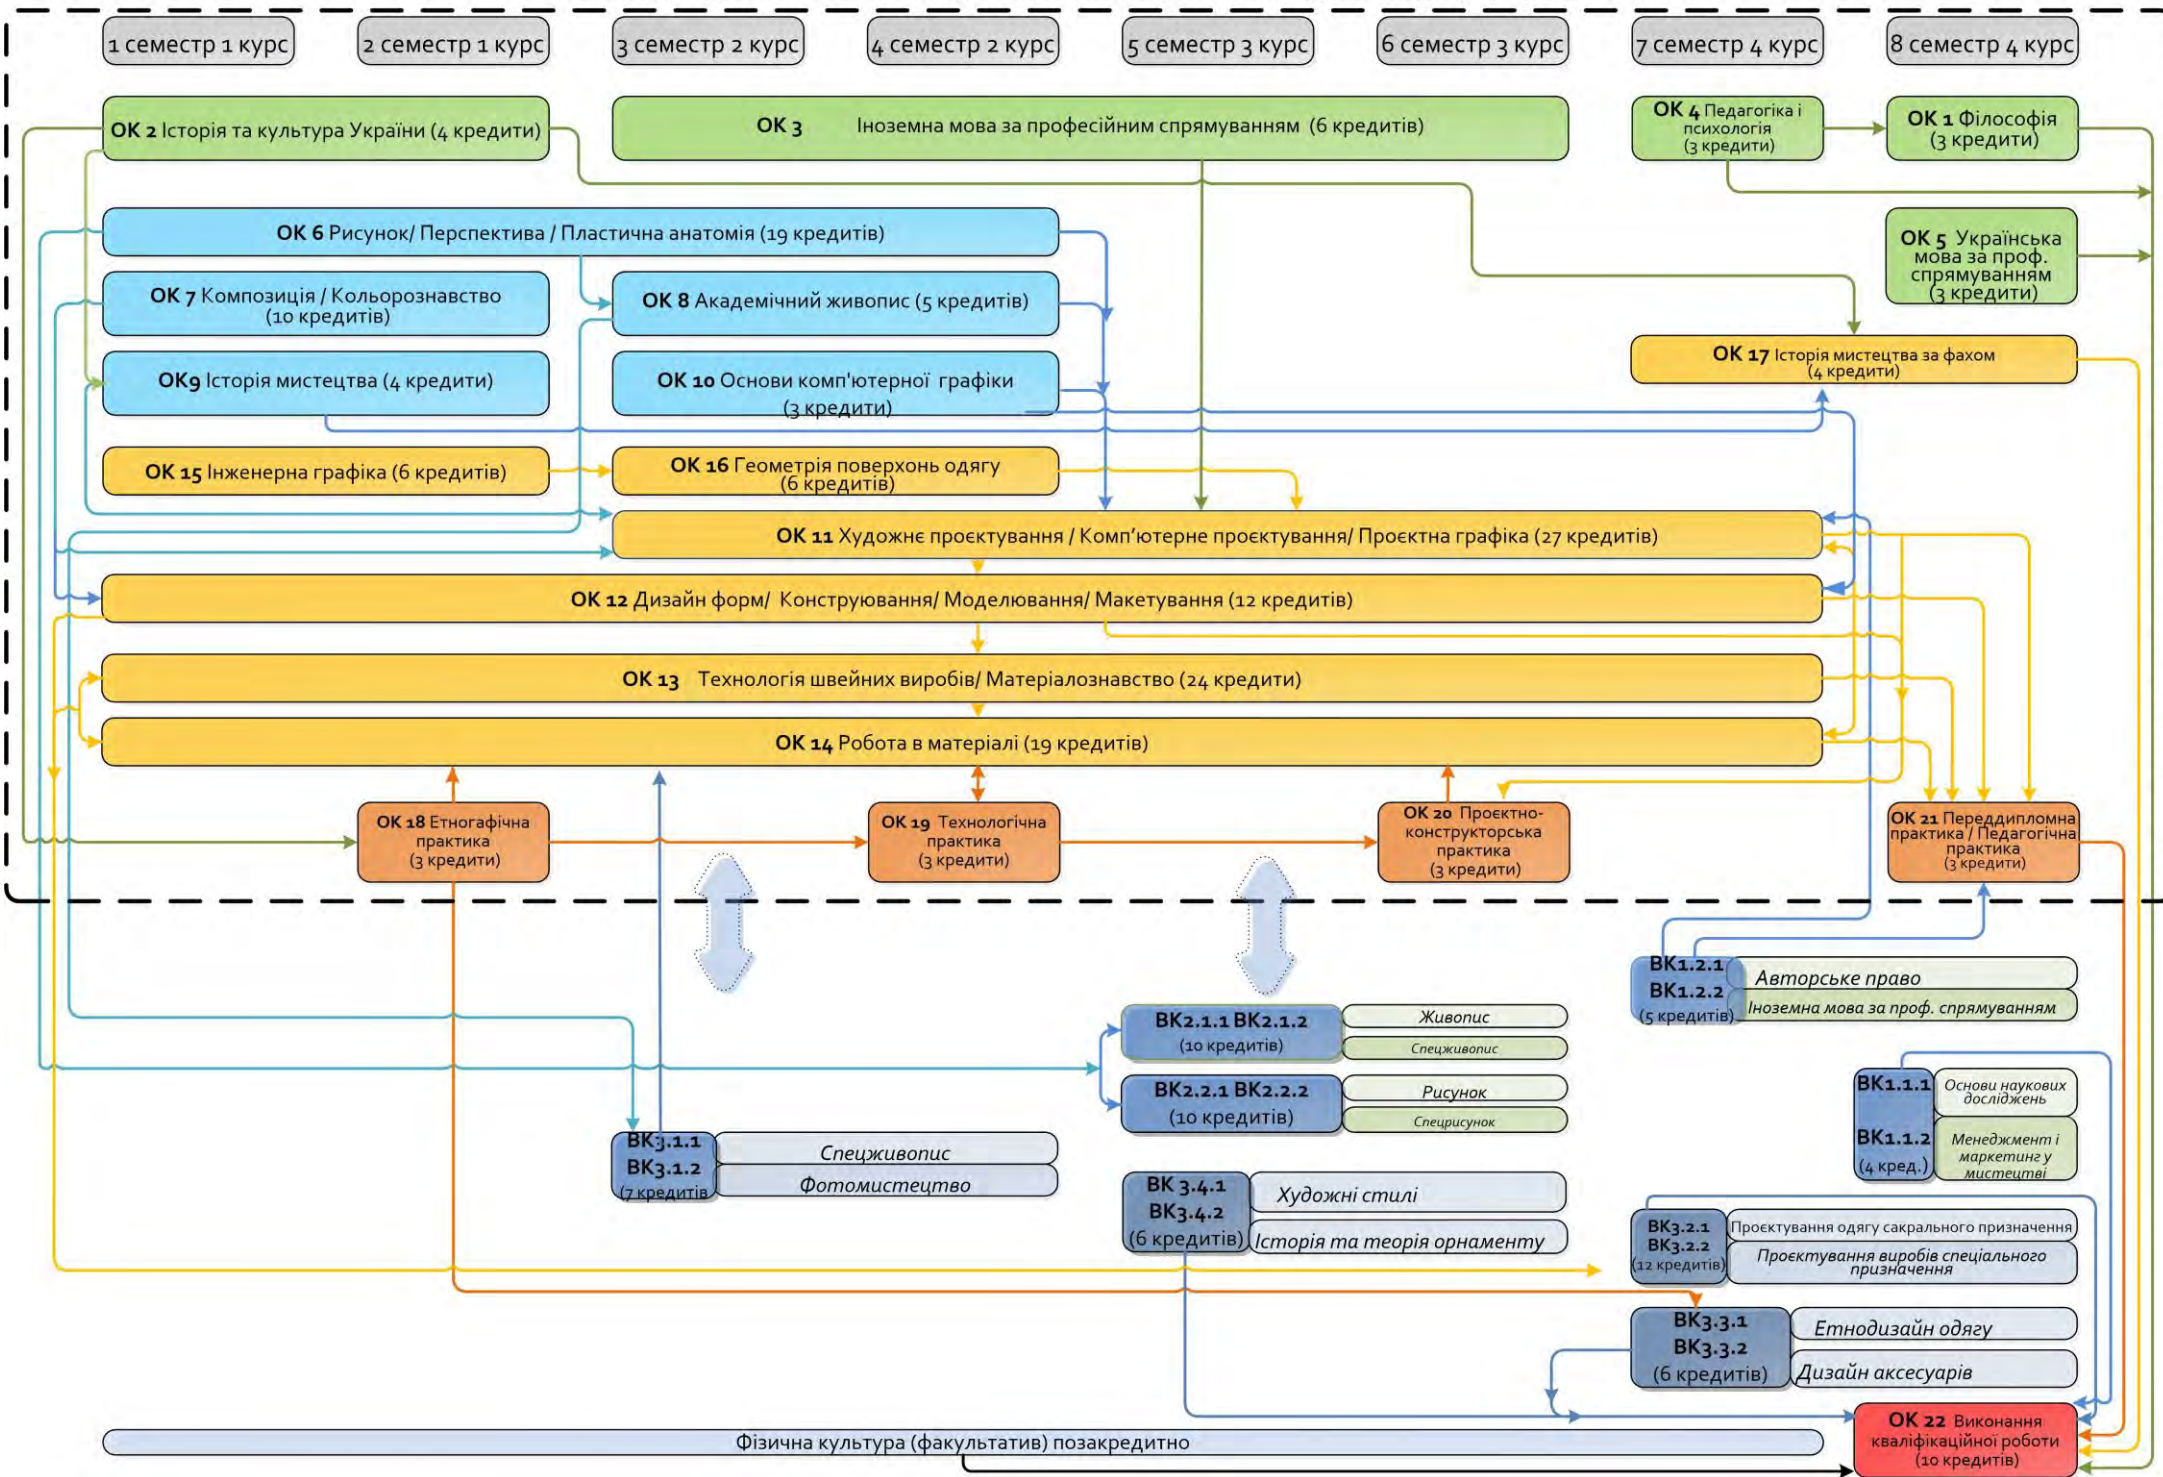 1 семестр 1 курс
2 семестр 1 курс
3 семестр 2 курс
4 семестр 2 курс
5 семестр 3 курс
6 семестр 3 курс
7 семестр 4 курс
8 семестр 4 курс
ОК 2 Історія та культура України (4 кредити)
ОК 3 Іноземна мова за професійним спрямуванням (6 кредитів)
ОК 4 Педагогіка і
психологія
(3 кредити)
ОК 1 Філософія
(3 кредити)
ОК 6 Рисунок/ Перспектива / Пластична анатомія (19 кредитів)
ОК 5 Українська
мова за проф.
спрямуванням
(3 кредити)
ОК 7 Композиція / Кольорознавство
(10 кредитів)
ОК 8 Академічний живопис (5 кредитів)
ОК9 Історія мистецтва (4 кредити)
ОК 10 Основи комп'ютерної графіки
(3 кредити)
ОК 17 Історія мистецтва за фахом
(4 кредити)
ОК 15 Інженерна графіка (6 кредитів)
ОК 16 Геометрія поверхонь одягу
(6 кредитів)
ОК 11 Художнє проєктування / Комп’ютерне проєктування/ Проєктна графіка (27 кредитів)
ОК 12 Дизайн форм/ Конструювання/ Моделювання/ Макетування (12 кредитів)
ОК 13 Технологія швейних виробів/ Матеріалознавство (24 кредити)
ОК 14 Робота в матеріалі (19 кредитів)
ОК 18 Етногафічна
практика
(3 кредити)
ОК 19 Технологічна
практика
(3 кредити)
ОК 20 Проєктно-
конструкторська
практика
(3 кредити)
ОК 21 Переддипломна
практика / Педагогічна
практика
(3 кредити)
ВК1.2.1
ВК1.2.2
(5 кредитів)
Авторське право
Іноземна мова за проф. спрямуванням
ВК2.1.1 ВК2.1.2
(10 кредитів)
Живопис
Спецживопис
ВК2.2.1 ВК2.2.2
(10 кредитів)
Рисунок
Спецрисунок
ВК1.1.1
ВК1.1.2
(4 кред.)
Основи наукових
досліджень
Менеджмент і
маркетинг у
мистецтві
ВК3.1.1
ВК3.1.2
(7 кредитів
Спецживопис
Фотомистецтво
ВК 3.4.1
ВК3.4.2
(6 кредитів)
Художні стилі
Історія та теорія орнаменту
ВК3.2.1
ВК3.2.2
(12 кредитів)
Проєктування одягу сакрального призначення
Проєктування виробів спеціального
призначення
ВК3.3.1
ВК3.3.2
(6 кредитів)
Етнодизайн одягу
Дизайн аксесуарів
Фізична культура (факультатив) позакредитно
ОК 22 Виконання
кваліфікаційної роботи
(10 кредитів)